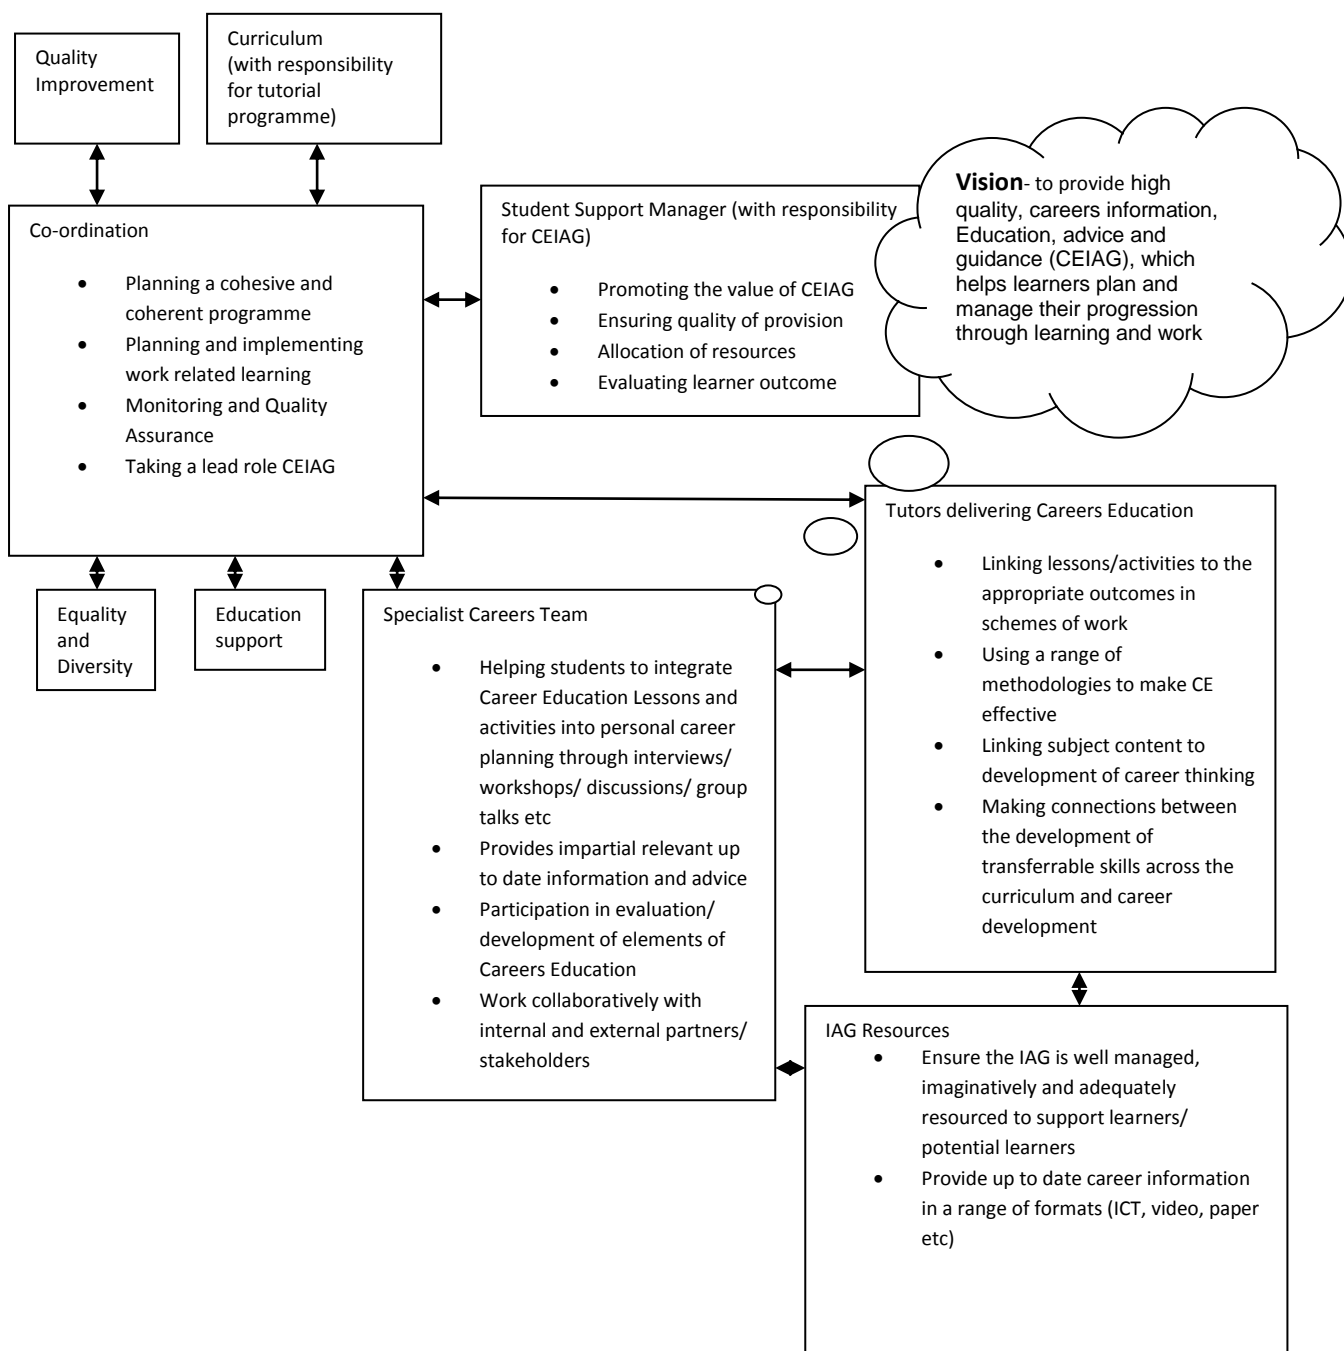 Quality
Improvement
Curriculum
(with responsibility
for tutorial
programme)
Co-ordination
• Planning a cohesive and
coherent programme
• Planning and implementing
work related learning
• Monitoring and Quality
Assurance
• Taking a lead role CEIAG
Student Support Manager (with responsibility
for CEIAG)
• Promoting the value of CEIAG
• Ensuring quality of provision
• Allocation of resources
• Evaluating learner outcome
Vision- to provide high
quality, careers information,
Education, advice and
guidance (CEIAG), which
helps learners plan and
manage their progression
through learning and work
Equality
and
Diversity
Education
support
Specialist Careers Team
• Helping students to integrate
Career Education Lessons and
activities into personal career
planning through interviews/
workshops/ discussions/ group
talks etc
• Provides impartial relevant up
to date information and advice
• Participation in evaluation/
development of elements of
Careers Education
• Work collaboratively with
internal and external partners/
stakeholders
Tutors delivering Careers Education
• Linking lessons/activities to the
appropriate outcomes in
schemes of work
• Using a range of
methodologies to make CE
effective
• Linking subject content to
development of career thinking
• Making connections between
the development of
transferrable skills across the
curriculum and career
development
IAG Resources
• Ensure the IAG is well managed,
imaginatively and adequately
resourced to support learners/
potential learners
• Provide up to date career information
in a range of formats (ICT, video, paper
etc)